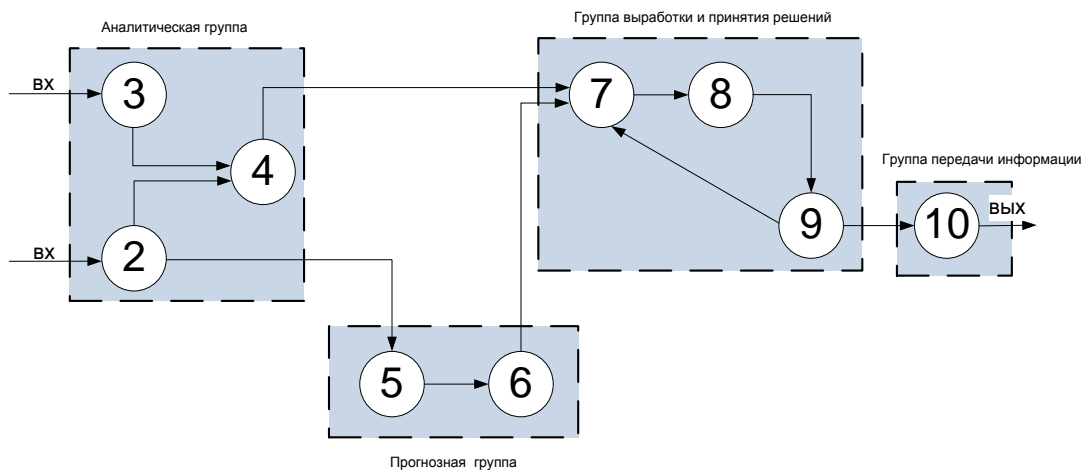 Аналитическая группа
Группа выработки и принятия решений
вх
3
4
7
8
Группа передачи информации
вх
2
9
10
вых
5
6
Прогнозная группа